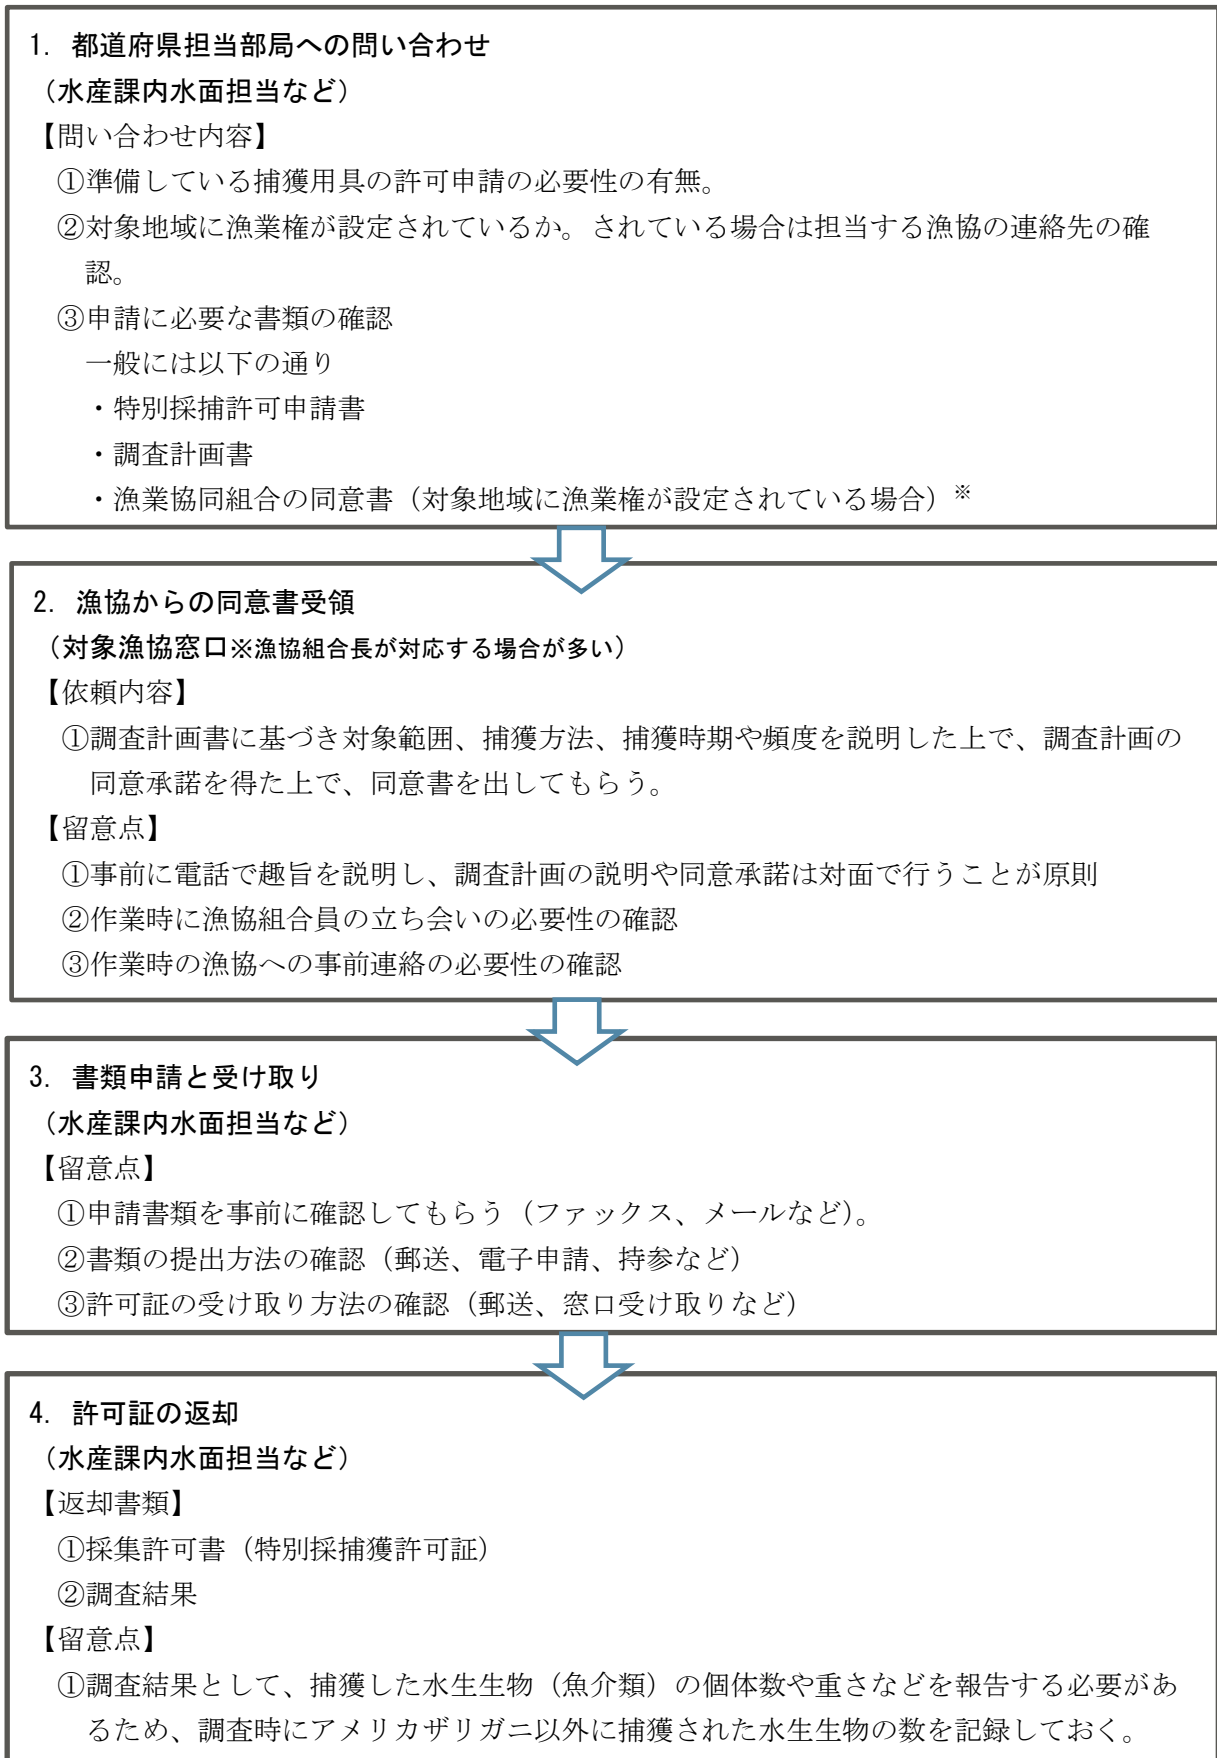 1. 都道府県担当部局への問い合わせ
（水産課内水面担当など）
【問い合わせ内容】
①準備している捕獲用具の許可申請の必要性の有無。
②対象地域に漁業権が設定されているか。されている場合は担当する漁協の連絡先の確
認。
③申請に必要な書類の確認
一般には以下の通り
・特別採捕許可申請書
・調査計画書
・漁業協同組合の同意書（対象地域に漁業権が設定されている場合）※
2. 漁協からの同意書受領
（対象漁協窓口※漁協組合長が対応する場合が多い）
【依頼内容】
①調査計画書に基づき対象範囲、捕獲方法、捕獲時期や頻度を説明した上で、調査計画の
同意承諾を得た上で、同意書を出してもらう。
【留意点】
①事前に電話で趣旨を説明し、調査計画の説明や同意承諾は対面で行うことが原則
②作業時に漁協組合員の立ち会いの必要性の確認
③作業時の漁協への事前連絡の必要性の確認
3. 書類申請と受け取り
（水産課内水面担当など）
【留意点】
①申請書類を事前に確認してもらう（ファックス、メールなど）。
②書類の提出方法の確認（郵送、電子申請、持参など）
③許可証の受け取り方法の確認（郵送、窓口受け取りなど）
4. 許可証の返却
（水産課内水面担当など）
【返却書類】
①採集許可書（特別採捕獲許可証）
②調査結果
【留意点】
①調査結果として、捕獲した水生生物（魚介類）の個体数や重さなどを報告する必要があ
るため、調査時にアメリカザリガニ以外に捕獲された水生生物の数を記録しておく。